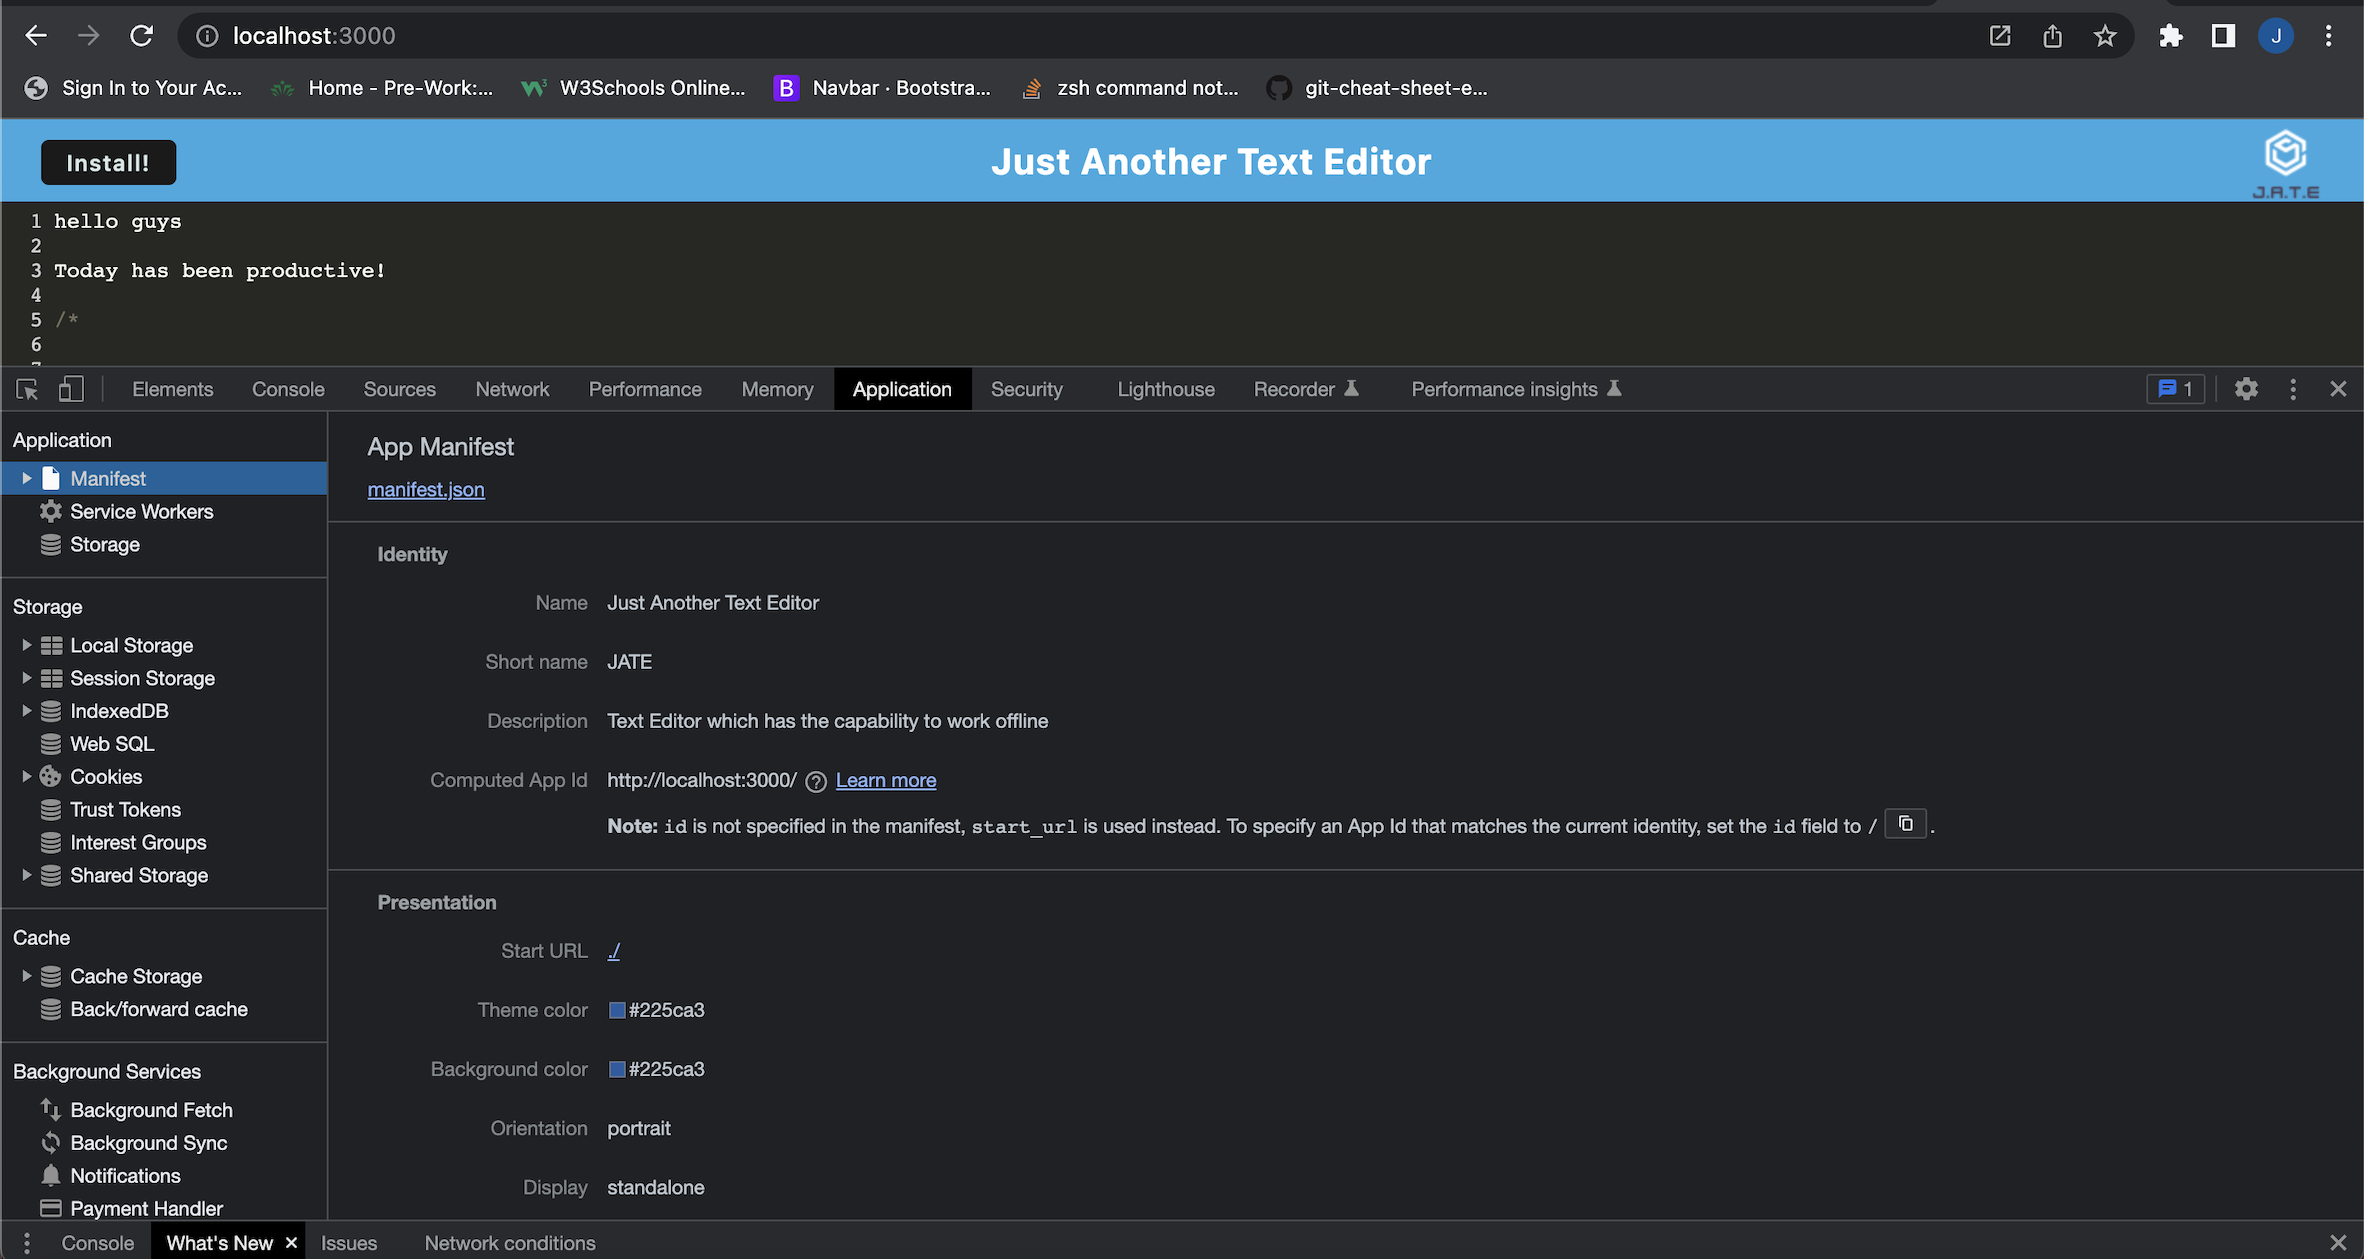 localhost:3000
J
Sign In to Your Ac... Home - Pre-Work:... W3Schools Online... B Navbar · Bootstra... zsh command not... git-cheat-sheet-e...
Install! Just Another Text Editor
J.A.T.E
1 hello guys
2
3 Today has been productive!
4
5 /*
6
Elements Console Sources Network Performance Memory Application Security Lighthouse Recorder Performance insights 1
Application
Manifest
Service Workers
Storage
Storage
Local Storage
Session Storage
IndexedDB
Web SQL
Cookies
Trust Tokens
Interest Groups
Shared Storage
Cache
Cache Storage
Back/forward cache
Background Services
Background Fetch
Background Sync
Notifications
Payment Handler
App Manifest
manifest.json
Identity
Name Just Another Text Editor
Short name JATE
Description Text Editor which has the capability to work offline
Computed App Id http://localhost:3000/ ? Learn more
Note: id is not specified in the manifest, start_url is used instead. To specify an App Id that matches the current identity, set the id field to / .
Presentation
Start URL ./
Theme color #225ca3
Background color #225ca3
Orientation portrait
Display standalone
Console What's New × Issues Network conditions